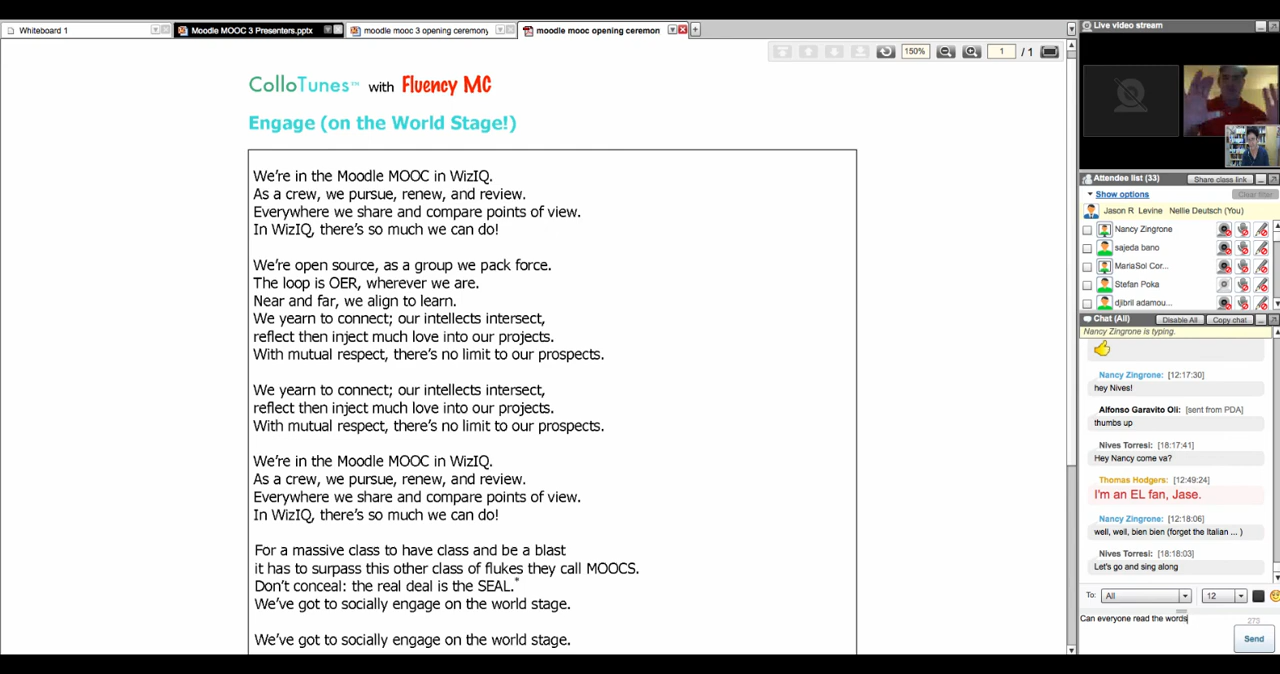 Whiteboard 1
Moodle MOOC 3 Presenters.pptx
moodle mooc 3 opening ceremony
moodle mooc opening ceremon
150%
1 / 1
ColloTunes™ with Fluency MC
Engage (on the World Stage!)
We're in the Moodle MOOC in WizIQ.
As a crew, we pursue, renew, and review.
Everywhere we share and compare points of view.
In WizIQ, there's so much we can do!
We're open source, as a group we pack force.
The loop is OER, wherever we are.
Near and far, we align to learn.
We yearn to connect; our intellects intersect,
reflect then inject much love into our projects.
With mutual respect, there's no limit to our prospects.
We yearn to connect; our intellects intersect,
reflect then inject much love into our projects.
With mutual respect, there's no limit to our prospects.
We're in the Moodle MOOC in WizIQ.
As a crew, we pursue, renew, and review.
Everywhere we share and compare points of view.
In WizIQ, there's so much we can do!
For a massive class to have class and be a blast
it has to surpass this other class of flukes they call MOOCS.
Don't conceal: the real deal is the SEAL.*
We've got to socially engage on the world stage.
We've got to socially engage on the world stage.
Live video stream
Attendee list (33)
Share class link
Show options
Clear filter
Jason R Levine Nellie Deutsch (You)
Nancy Zingrone
sajeda bano
MariaSol Cor...
Stefan Poka
djibril adamou...
Chat (All)
Disable All
Copy chat
Nancy Zingrone is typing.
Nancy Zingrone: [12:17:30]
hey Nives!
Alfonso Garavito Oli: [sent from PDA]
thumbs up
Nives Torresi: [18:17:41]
Hey Nancy come va?
Thomas Hodgers: [12:49:24]
I'm an EL fan, Jase.
Nancy Zingrone: [12:18:06]
well, well, bien bien (forget the Italian ... )
Nives Torresi: [18:18:03]
Let's go and sing along
To: All 12
Can everyone read the words
273
Send